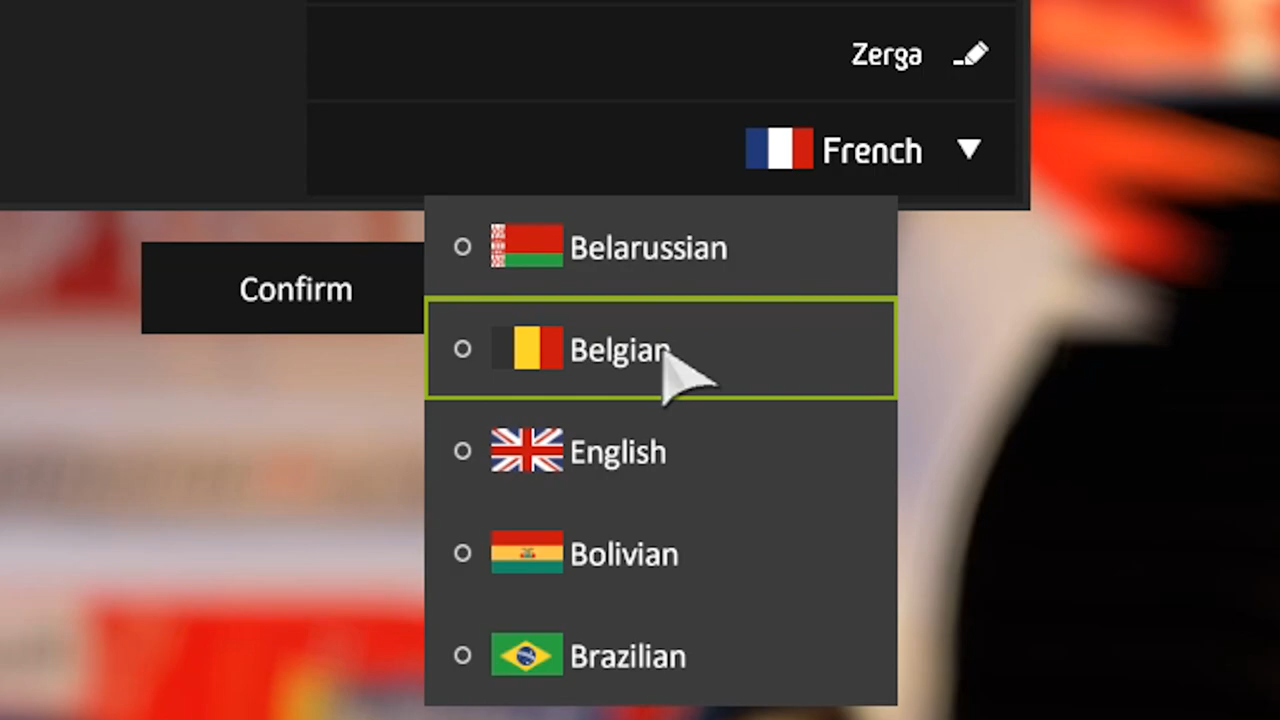 Zerga
French
Belarussian
Confirm
Belgian
English
Bolivian
Brazilian